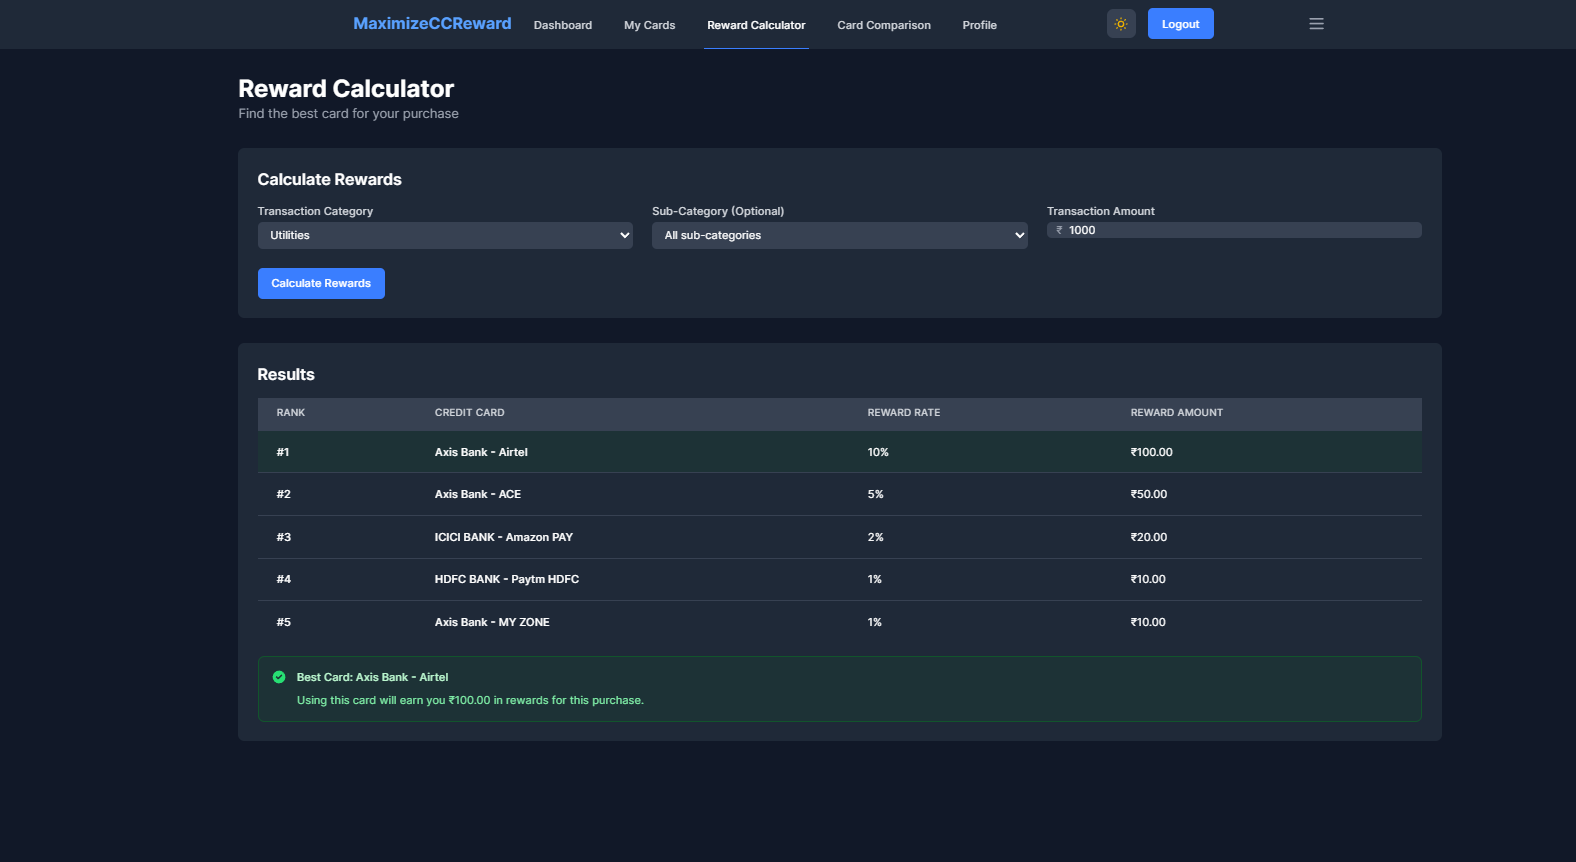 MaximizeCCReward Dashboard My Cards Reward Calculator Card Comparison Profile Logout
Reward Calculator
Find the best card for your purchase
Calculate Rewards
Transaction Category Sub-Category (Optional) Transaction Amount
Utilities All sub-categories ₹ 1000
Calculate Rewards
Results
RANK CREDIT CARD REWARD RATE REWARD AMOUNT
#1 Axis Bank - Airtel 10% ₹100.00
#2 Axis Bank - ACE 5% ₹50.00
#3 ICICI BANK - Amazon PAY 2% ₹20.00
#4 HDFC BANK - Paytm HDFC 1% ₹10.00
#5 Axis Bank - MY ZONE 1% ₹10.00
Best Card: Axis Bank - Airtel
Using this card will earn you ₹100.00 in rewards for this purchase.